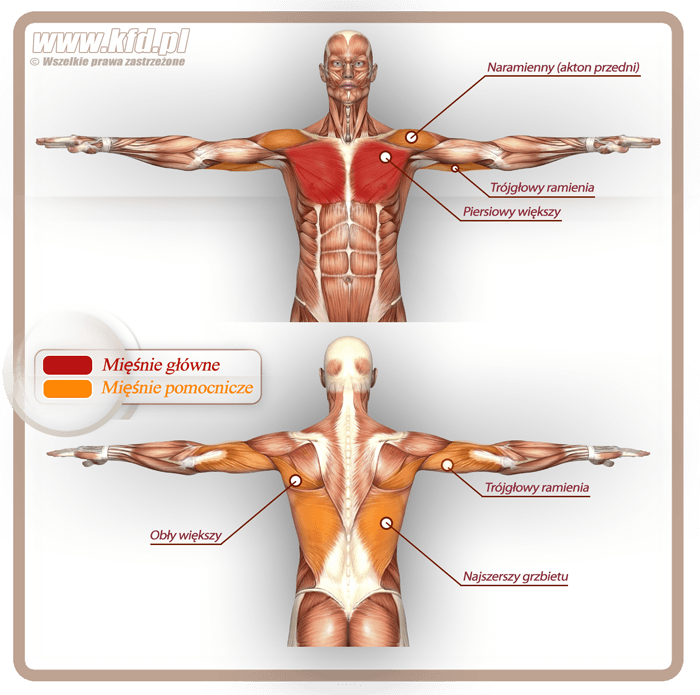 www.kfd.pl
© Wszelkie prawa zastrzeżone
Naramienny (akton przedni)
Trójgłowy ramienia
Piersiowy większy
Mięśnie główne
Mięśnie pomocnicze
Trójgłowy ramienia
Obły większy
Najszerszy grzbietu